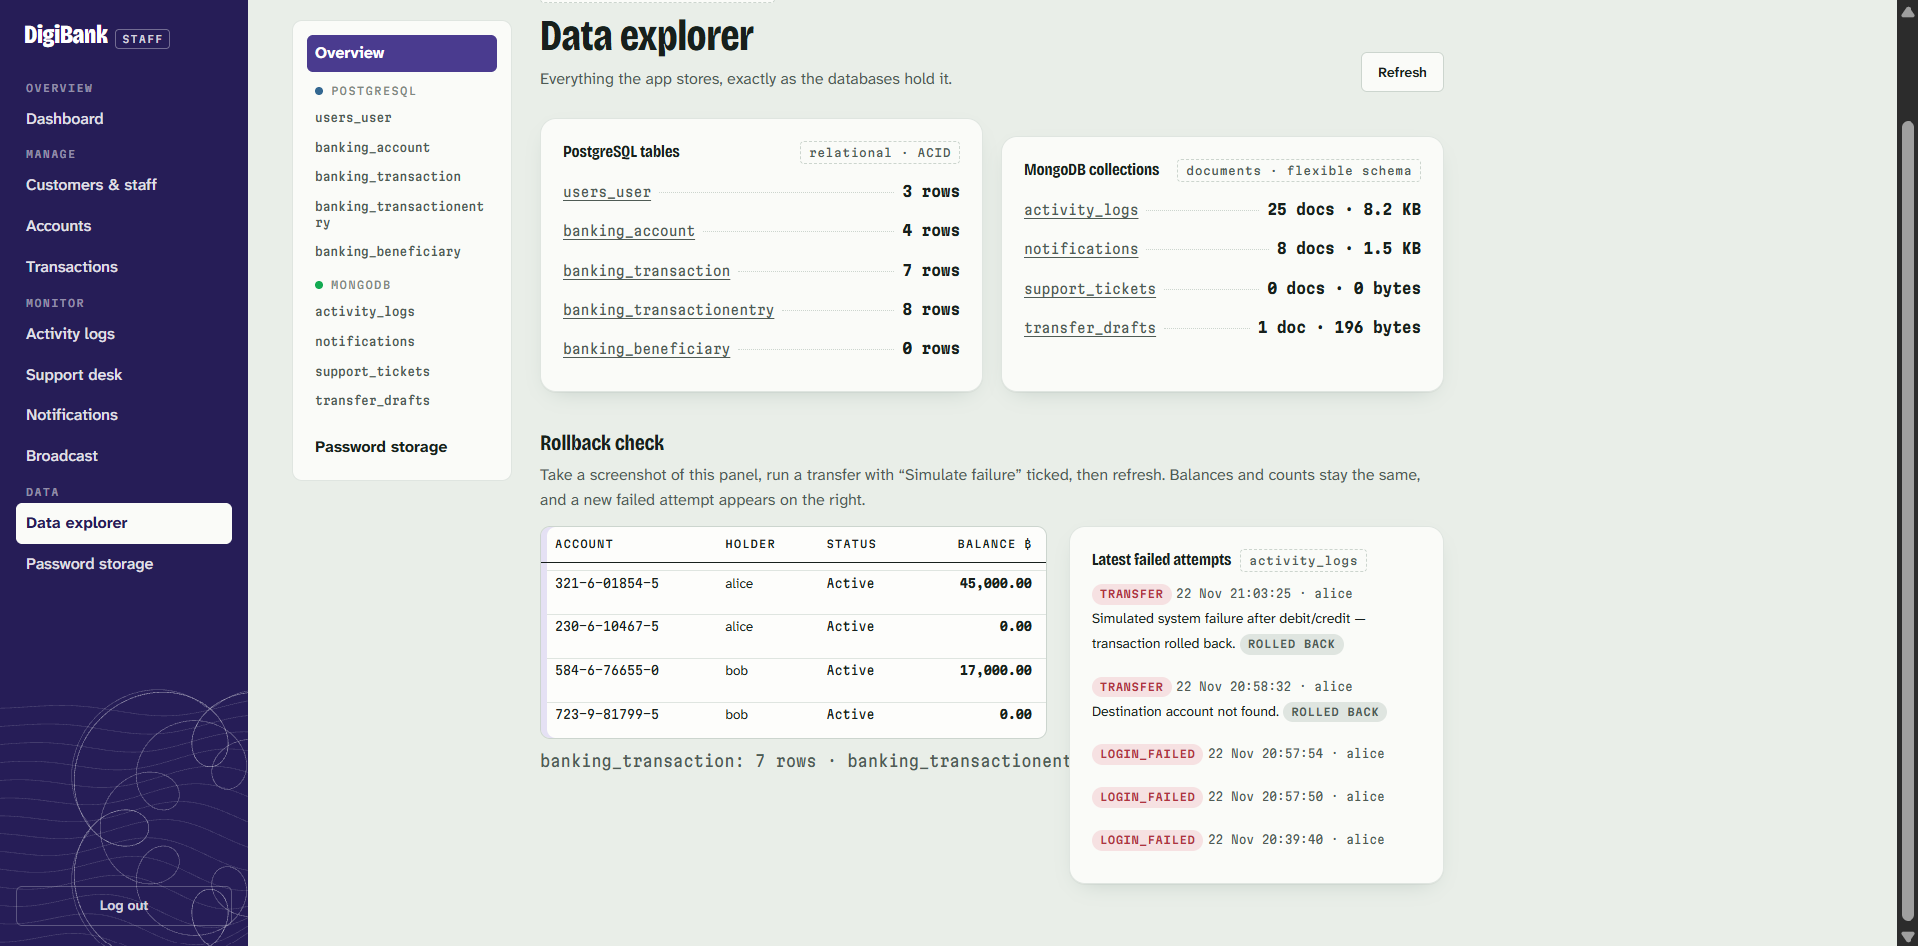 DigiBank STAFF
OVERVIEW
Dashboard
MANAGE
Customers & staff
Accounts
Transactions
MONITOR
Activity logs
Support desk
Notifications
Broadcast
DATA
Data explorer
Password storage
Log out
Overview
POSTGRESQL
users_user
banking_account
banking_transaction
banking_transactionent
ry
banking_beneficiary
MONGODB
activity_logs
notifications
support_tickets
transfer_drafts
Password storage
Data explorer
Everything the app stores, exactly as the databases hold it.
Refresh
PostgreSQL tables relational · ACID
users_user 3 rows
banking_account 4 rows
banking_transaction 7 rows
banking_transactionentry 8 rows
banking_beneficiary 0 rows
MongoDB collections documents · flexible schema
activity_logs 25 docs · 8.2 KB
notifications 8 docs · 1.5 KB
support_tickets 0 docs · 0 bytes
transfer_drafts 1 doc · 196 bytes
Rollback check
Take a screenshot of this panel, run a transfer with “Simulate failure” ticked, then refresh. Balances and counts stay the same,
and a new failed attempt appears on the right.
ACCOUNT HOLDER STATUS BALANCE ฿
321-6-01854-5 alice Active 45,000.00
230-6-10467-5 alice Active 0.00
584-6-76655-0 bob Active 17,000.00
723-9-81799-5 bob Active 0.00
banking_transaction: 7 rows · banking_transactionent
Latest failed attempts activity_logs
TRANSFER 22 Nov 21:03:25 · alice
Simulated system failure after debit/credit —
transaction rolled back. ROLLED BACK
TRANSFER 22 Nov 20:58:32 · alice
Destination account not found. ROLLED BACK
LOGIN_FAILED 22 Nov 20:57:54 · alice
LOGIN_FAILED 22 Nov 20:57:50 · alice
LOGIN_FAILED 22 Nov 20:39:40 · alice